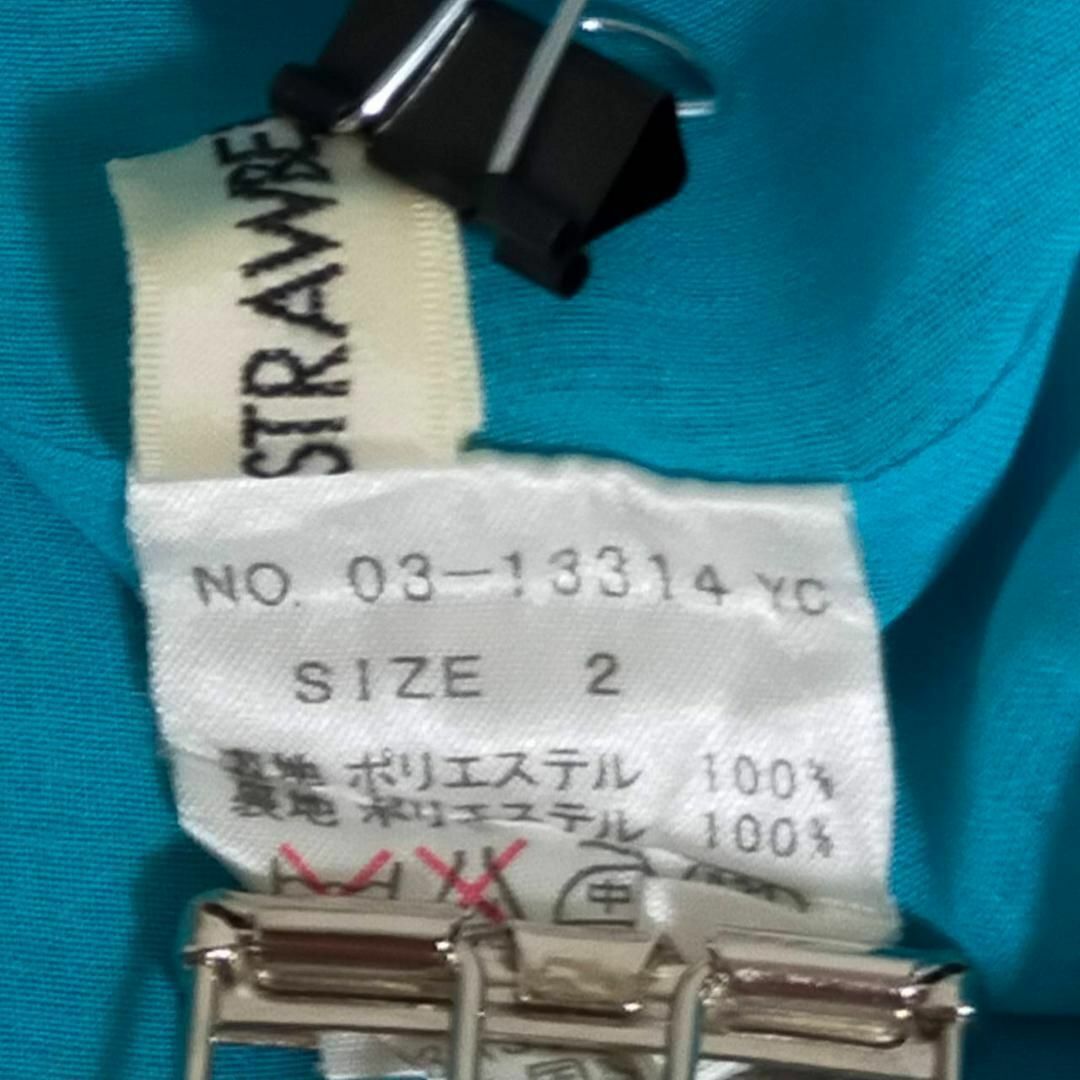 STRAWBE
NO. 03-13314 YC
SIZE 2
表地 ポリエステル 100%
裏地 ポリエステル 100%
中